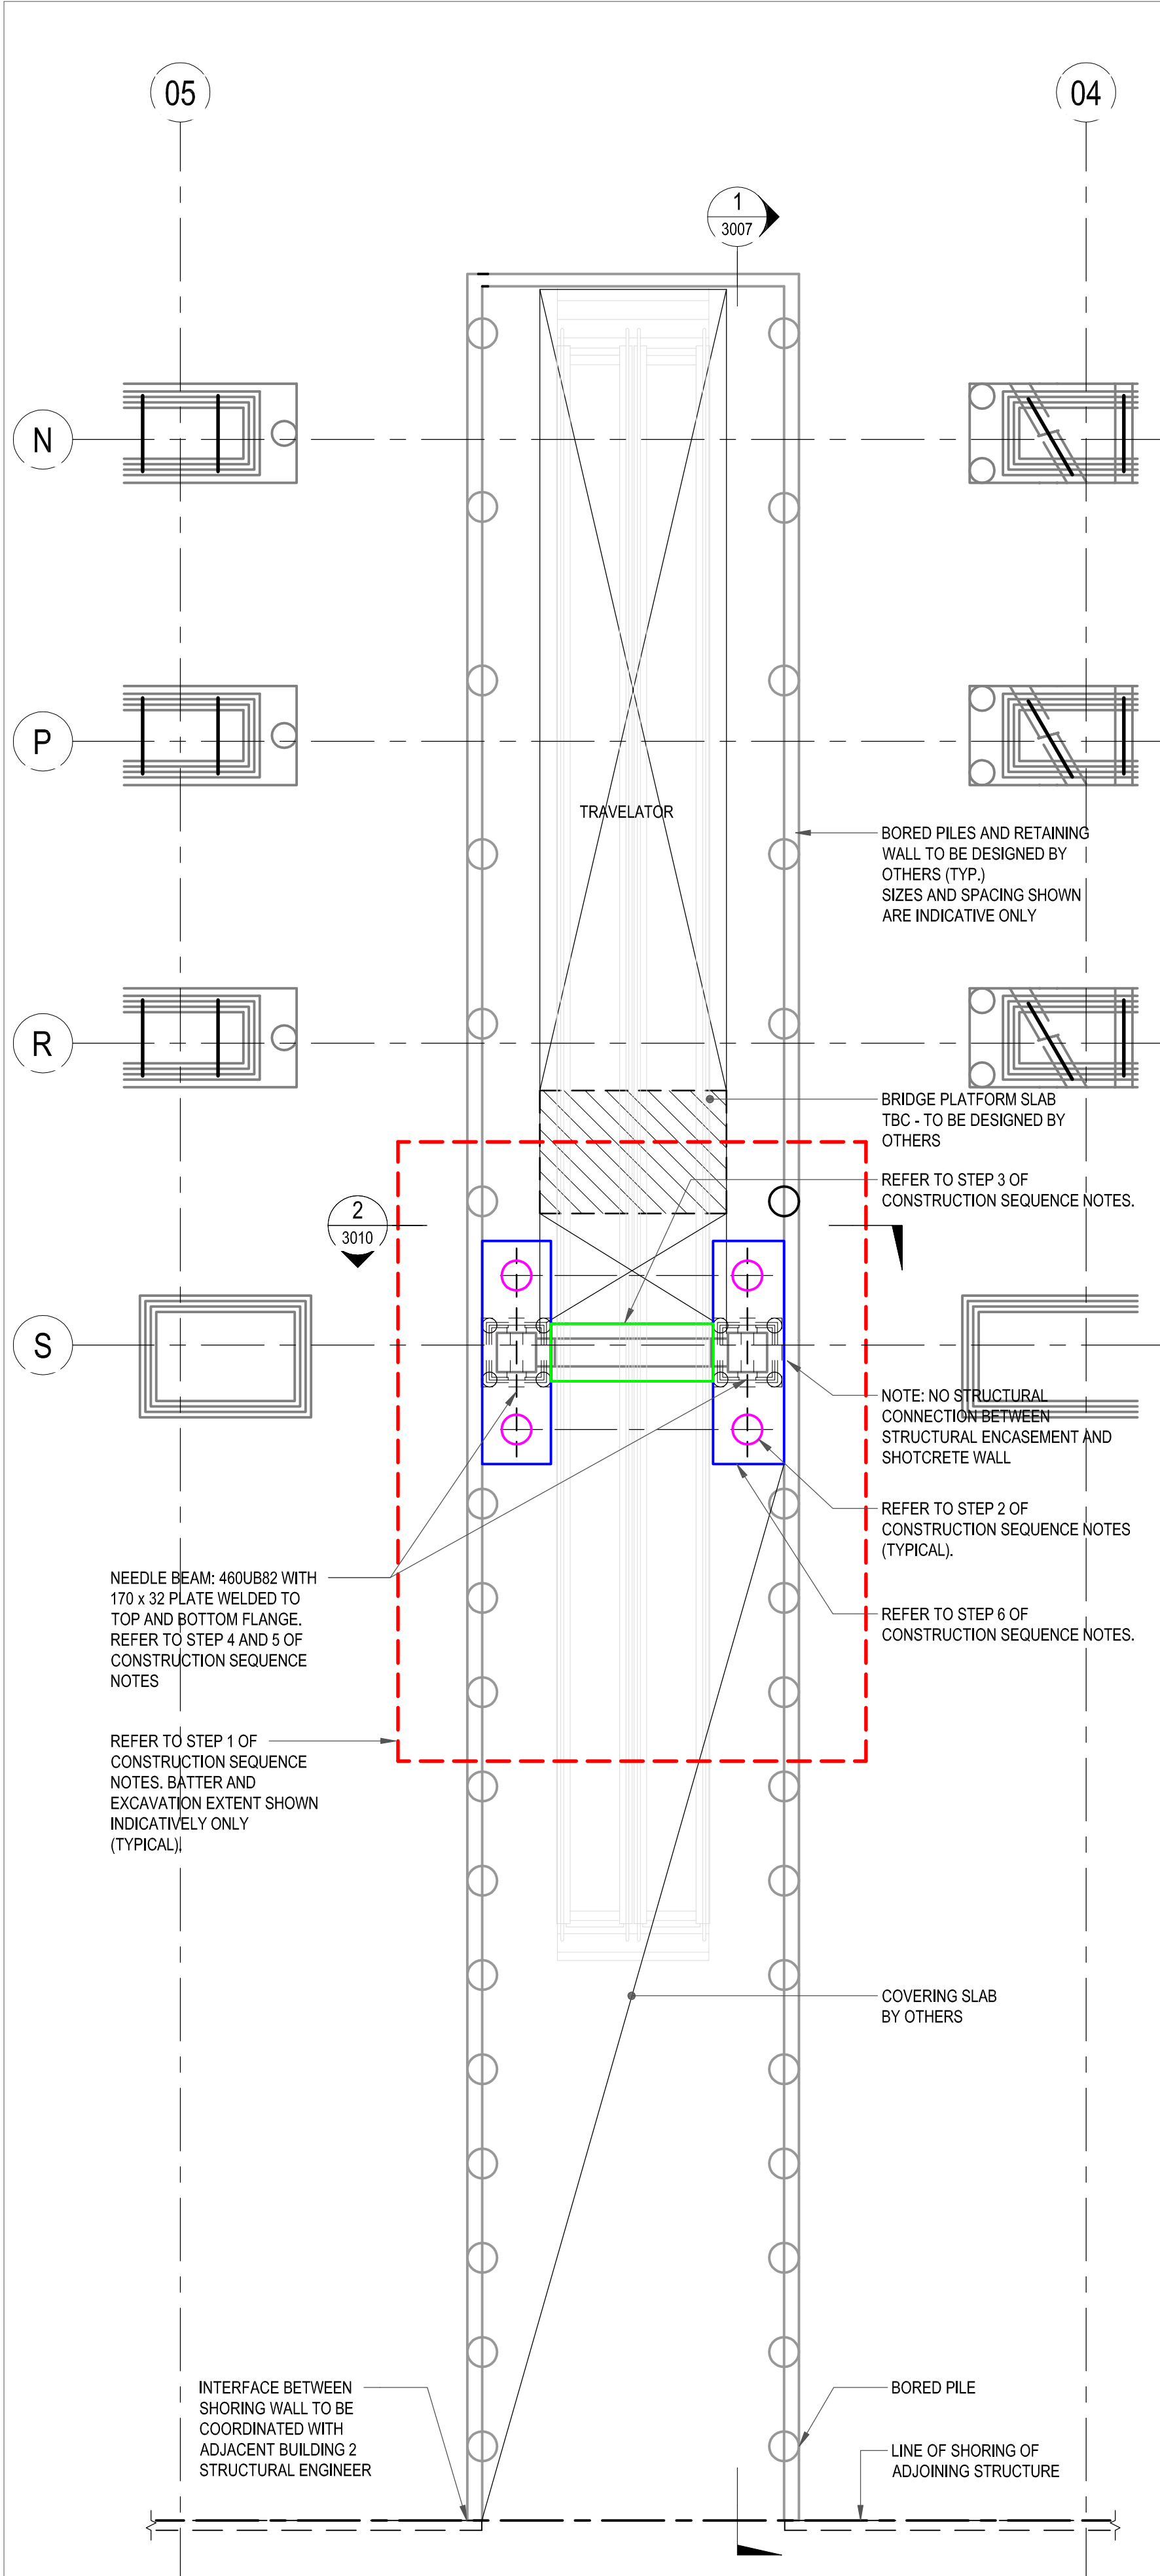 05
04
1
3007
N
P
TRAVELATOR
BORED PILES AND RETAINING
WALL TO BE DESIGNED BY
OTHERS (TYP.)
SIZES AND SPACING SHOWN
ARE INDICATIVE ONLY
R
BRIDGE PLATFORM SLAB
TBC - TO BE DESIGNED BY
OTHERS
REFER TO STEP 3 OF
CONSTRUCTION SEQUENCE NOTES.
2
3010
S
NOTE: NO STRUCTURAL
CONNECTION BETWEEN
STRUCTURAL ENCASEMENT AND
SHOTCRETE WALL
REFER TO STEP 2 OF
CONSTRUCTION SEQUENCE NOTES
(TYPICAL).
NEEDLE BEAM: 460UB82 WITH
170 x 32 PLATE WELDED TO
TOP AND BOTTOM FLANGE.
REFER TO STEP 4 AND 5 OF
CONSTRUCTION SEQUENCE
NOTES
REFER TO STEP 6 OF
CONSTRUCTION SEQUENCE NOTES.
REFER TO STEP 1 OF
CONSTRUCTION SEQUENCE
NOTES. BATTER AND
EXCAVATION EXTENT SHOWN
INDICATIVELY ONLY
(TYPICAL).
COVERING SLAB
BY OTHERS
INTERFACE BETWEEN
SHORING WALL TO BE
COORDINATED WITH
ADJACENT BUILDING 2
STRUCTURAL ENGINEER
BORED PILE
LINE OF SHORING OF
ADJOINING STRUCTURE